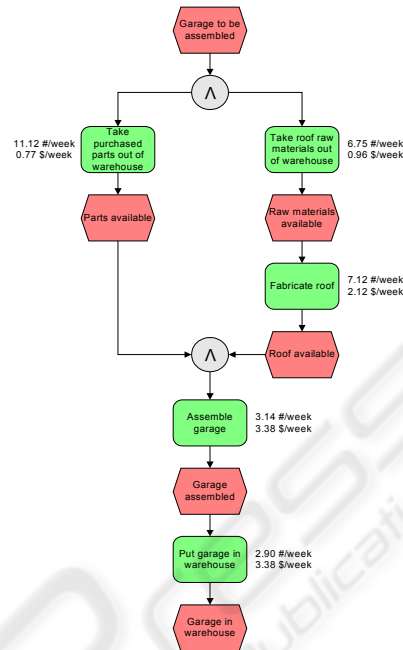 Garage to be
assembled
Λ
11.12 #/week
0.77 $/week
Take
purchased
parts out of
warehouse
Take roof raw
materials out
of warehouse
6.75 #/week
0.96 $/week
Parts available
Raw materials
available
Fabricate roof
7.12 #/week
2.12 $/week
Λ
Roof available
Assemble
garage
3.14 #/week
3.38 $/week
Garage
assembled
Put garage in
warehouse
2.90 #/week
3.38 $/week
Garage in
warehouse